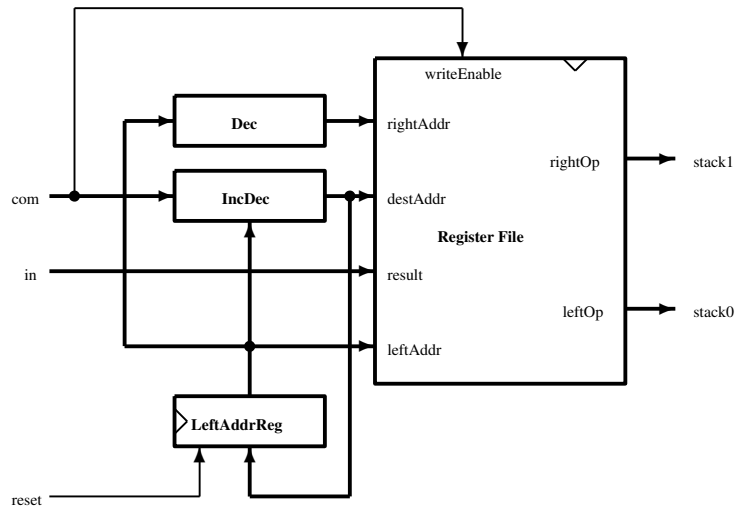 writeEnable
Dec
rightAddr
rightOp
stack1
com
IncDec
destAddr
Register File
in
result
leftOp
stack0
leftAddr
LeftAddrReg
reset